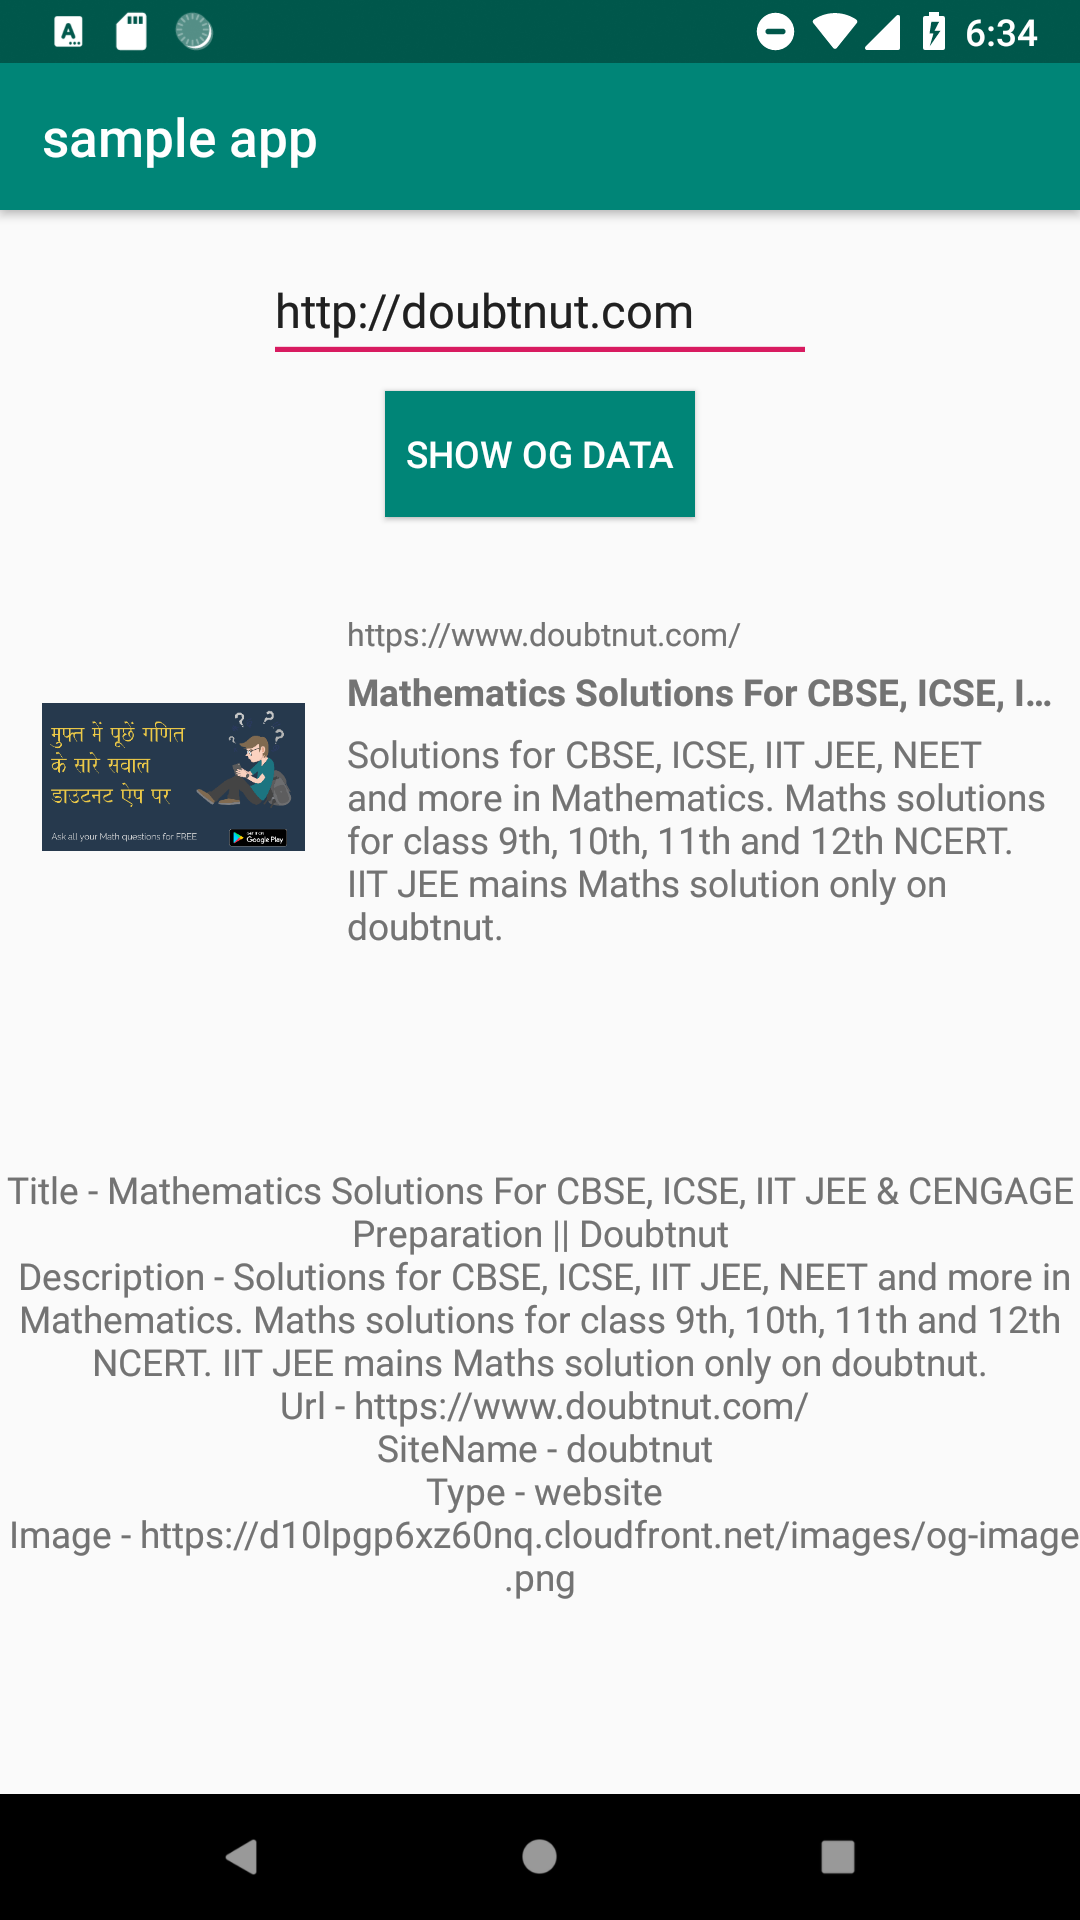 6:34
sample app
http://doubtnut.com
SHOW OG DATA
https://www.doubtnut.com/
Mathematics Solutions For CBSE, ICSE, I...
मुफ्त में पूछें गणित
के सारे सवाल
डाउटनट ऐप पर
Ask all your Math questions for FREE
GET IT ON
Google Play
Solutions for CBSE, ICSE, IIT JEE, NEET
and more in Mathematics. Maths solutions
for class 9th, 10th, 11th and 12th NCERT.
IIT JEE mains Maths solution only on
doubtnut.
Title - Mathematics Solutions For CBSE, ICSE, IIT JEE & CENGAGE
Preparation || Doubtnut
Description - Solutions for CBSE, ICSE, IIT JEE, NEET and more in
Mathematics. Maths solutions for class 9th, 10th, 11th and 12th
NCERT. IIT JEE mains Maths solution only on doubtnut.
Url - https://www.doubtnut.com/
SiteName - doubtnut
Type - website
Image - https://d10lpgp6xz60nq.cloudfront.net/images/og-image
.png